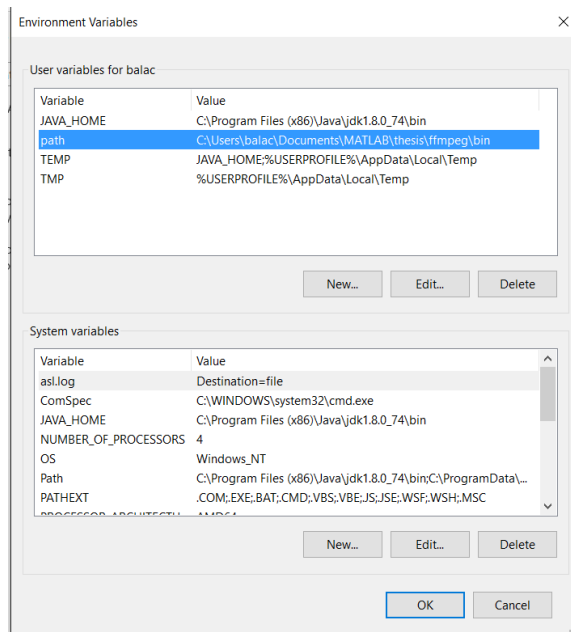 Environment Variables
User variables for balac
Variable Value
JAVA_HOME C:\Program Files (x86)\Java\jdk1.8.0_74\bin
path C:\Users\balac\Documents\MATLAB\thesis\ffmpeg\bin
TEMP JAVA_HOME;%USERPROFILE%\AppData\Local\Temp
TMP %USERPROFILE%\AppData\Local\Temp
New... Edit... Delete
System variables
Variable Value
asl.log Destination=file
ComSpec C:\WINDOWS\system32\cmd.exe
JAVA_HOME C:\Program Files (x86)\Java\jdk1.8.0_74\bin
NUMBER_OF_PROCESSORS 4
OS Windows_NT
Path C:\Program Files (x86)\Java\jdk1.8.0_74\bin;C:\ProgramData\...
PATHEXT .COM;.EXE;.BAT;.CMD;.VBS;.VBE;.JS;.JSE;.WSF;.WSH;.MSC
New... Edit... Delete
OK Cancel